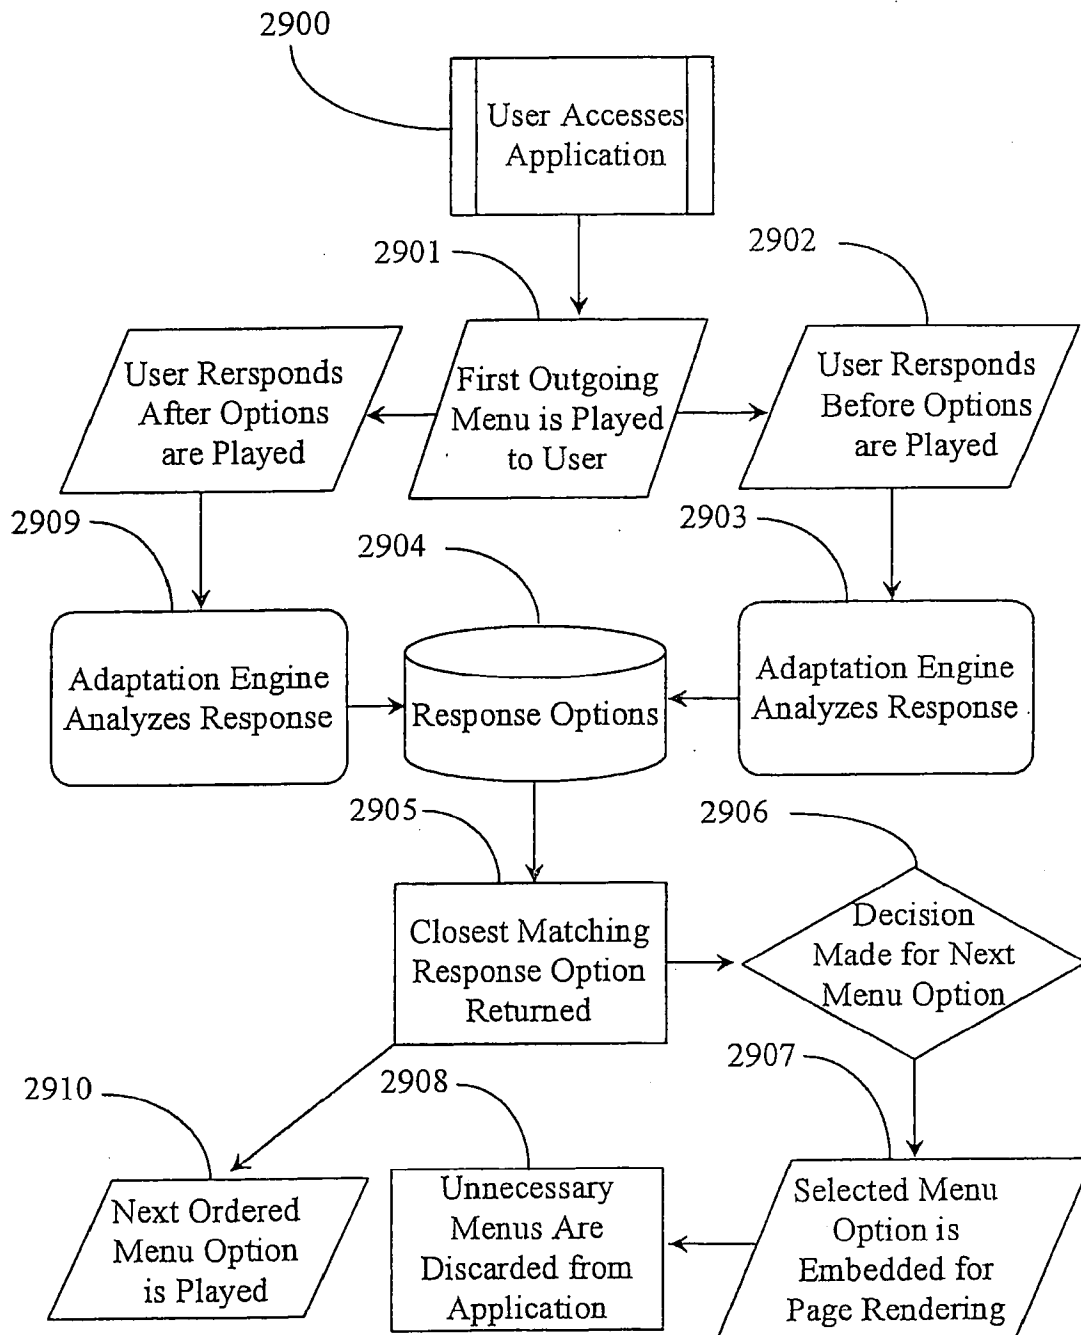 2900
User Accesses
Application
2901
2902
User Rersponds
After Options
are Played
First Outgoing
Menu is Played
to User
User Rersponds
Before Options
are Played
2909
2904
2903
Adaptation Engine
Analyzes Response
Response Options
Adaptation Engine
Analyzes Response
2905
2906
Closest Matching
Response Option
Returned
Decision
Made for Next
Menu Option
2910
2908
2907
Next Ordered
Menu Option
is Played
Unnecessary
Menus Are
Discarded from
Application
Selected Menu
Option is
Embedded for
Page Rendering